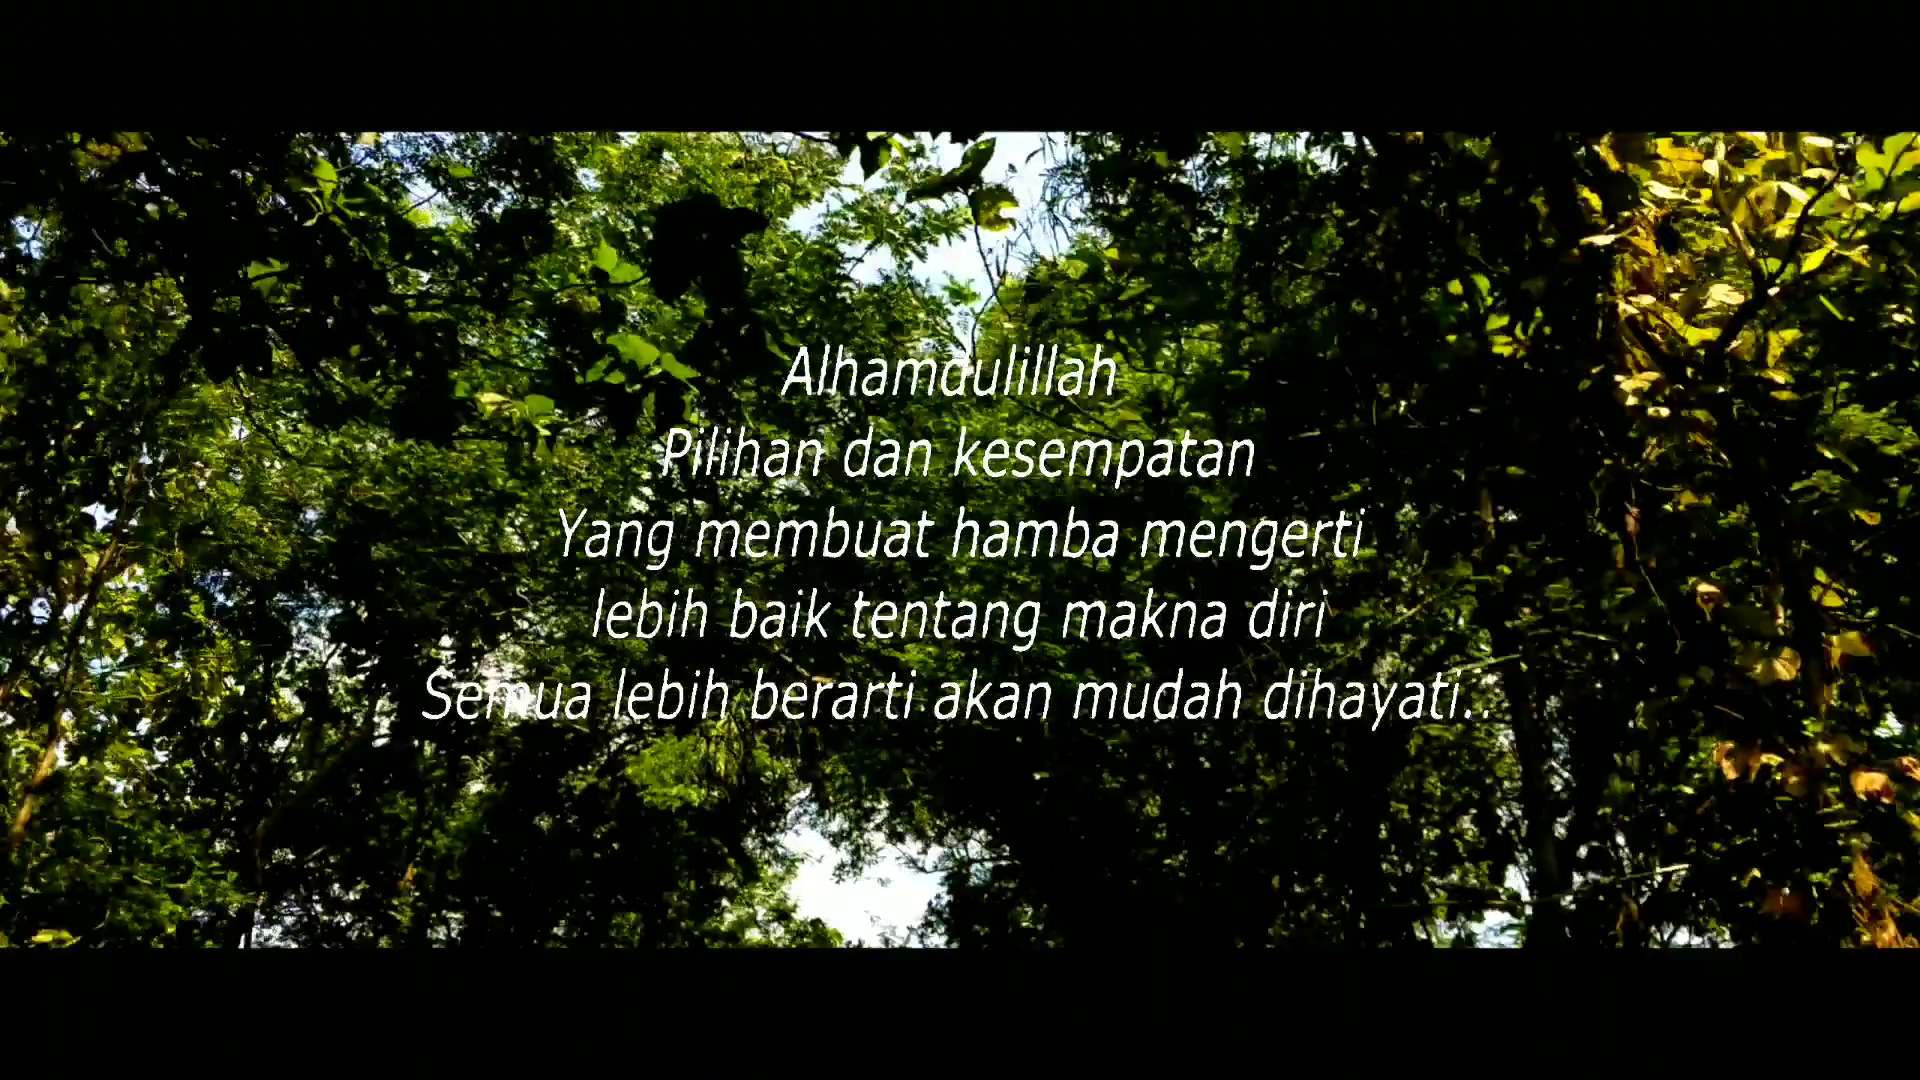 Alhamdulillah
Pilihan dan kesempatan
Yang membuat hamba mengerti
lebih baik tentang makna diri
Semua lebih berarti akan mudah dihayati..